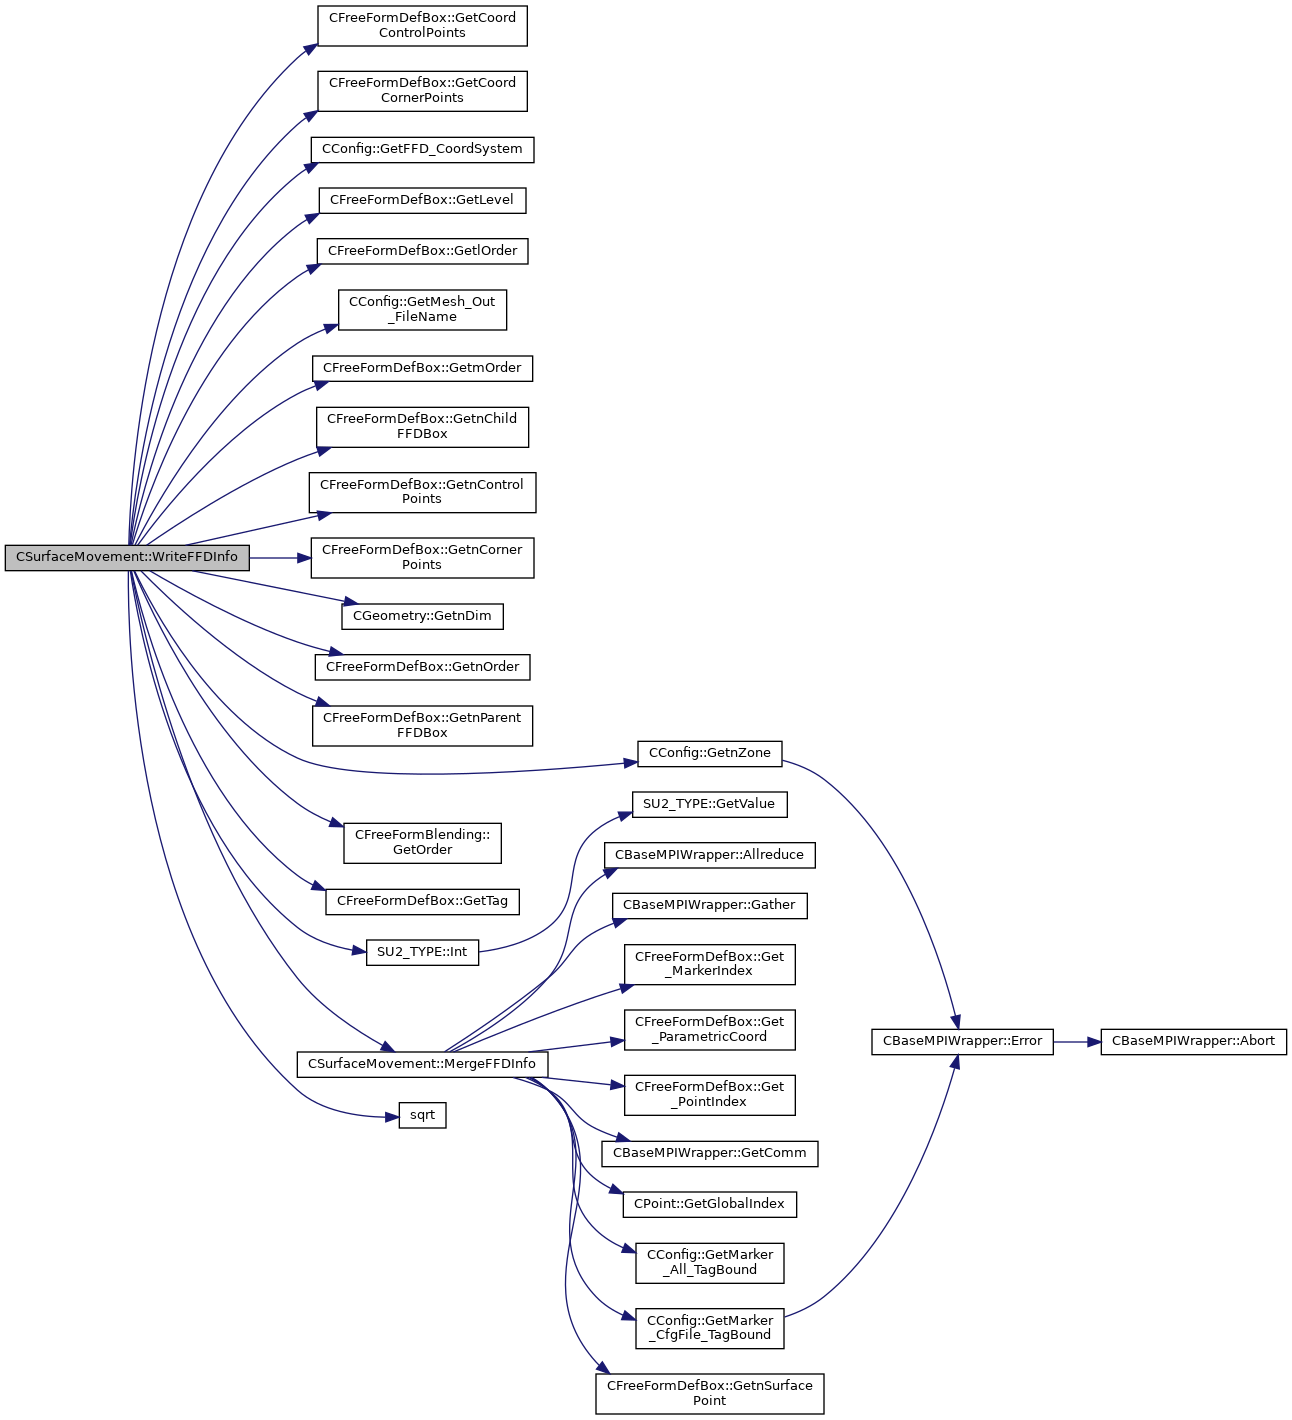 CFreeFormDefBox::GetCoord
ControlPoints
CFreeFormDefBox::GetCoord
CornerPoints
CConfig::GetFFD_CoordSystem
CFreeFormDefBox::GetLevel
CFreeFormDefBox::GetlOrder
CConfig::GetMesh_Out
_FileName
CFreeFormDefBox::GetmOrder
CFreeFormDefBox::GetnChild
FFDBox
CFreeFormDefBox::GetnControl
Points
CSurfaceMovement::WriteFFDInfo
CFreeFormDefBox::GetnCorner
Points
CGeometry::GetnDim
CFreeFormDefBox::GetnOrder
CFreeFormDefBox::GetnParent
FFDBox
CConfig::GetnZone
SU2_TYPE::GetValue
CFreeFormBlending::
GetOrder
CBaseMPIWrapper::Allreduce
CFreeFormDefBox::GetTag
CBaseMPIWrapper::Gather
SU2_TYPE::Int
CFreeFormDefBox::Get
_MarkerIndex
CFreeFormDefBox::Get
_ParametricCoord
CBaseMPIWrapper::Error
CBaseMPIWrapper::Abort
CSurfaceMovement::MergeFFDInfo
CFreeFormDefBox::Get
_PointIndex
sqrt
CBaseMPIWrapper::GetComm
CPoint::GetGlobalIndex
CConfig::GetMarker
_All_TagBound
CConfig::GetMarker
_CfgFile_TagBound
CFreeFormDefBox::GetnSurface
Point